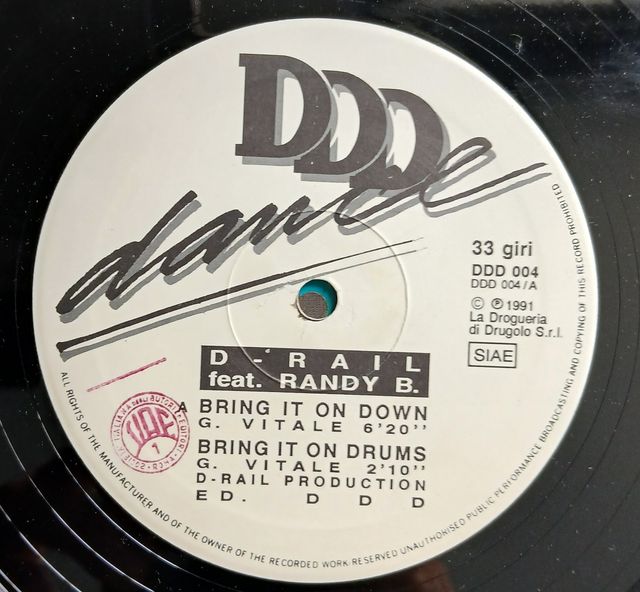 DDD
dance
33 giri
DDD 004
DDD 004/A
© ℗ 1991
La Drogueria
di Drugolo S.r.l.
SIAE
D-RAIL
feat. RANDY B.
A
BRING IT ON DOWN
G. VITALE 6'20''
BRING IT ON DRUMS
G. VITALE 2'10''
D-RAIL PRODUCTION
ED. DDD
ALL RIGHTS OF THE MANUFACTURER AND OF THE OWNER OF THE RECORDED WORK RESERVED UNAUTHORISED PUBLIC PERFORMANCE BROADCASTING AND COPYING OF THIS RECORD PROHIBITED